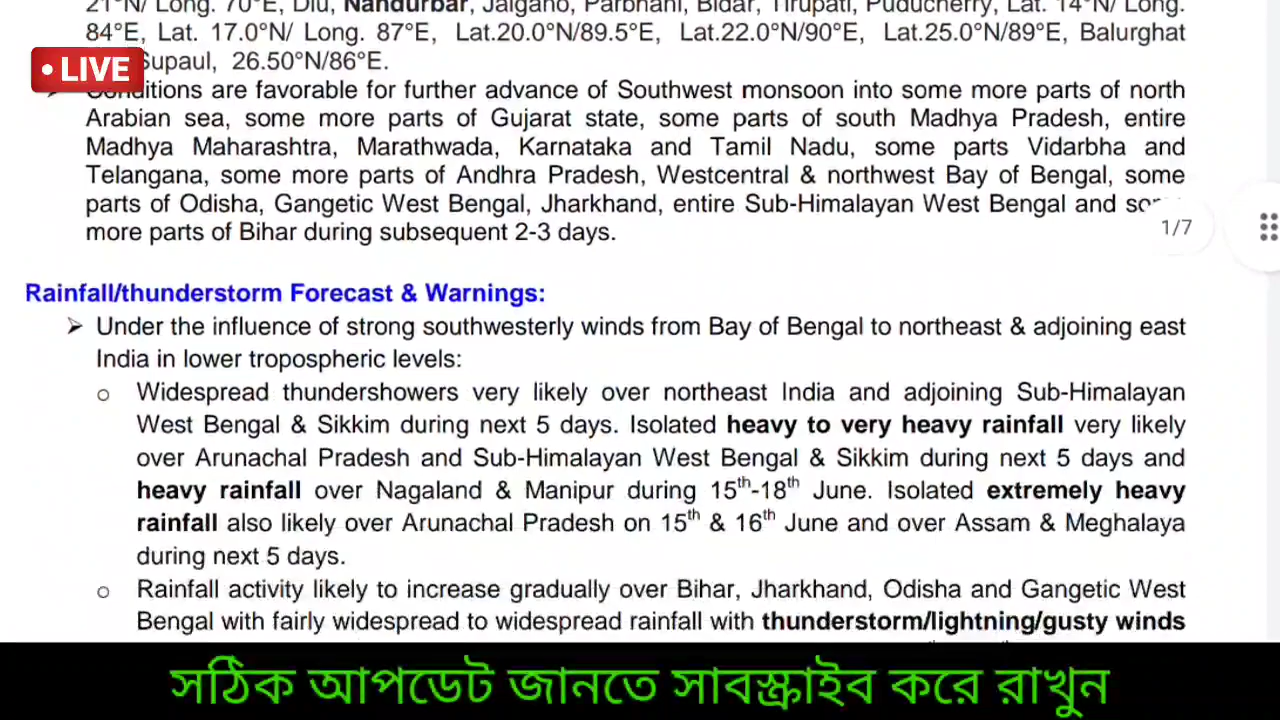 21°N/ Long. 70°E, Diu, Nandurbar, Jalgano, Parbhani, Bidar, Tirupati, Puducherry, Lat. 14°N/ Long.
84°E, Lat. 17.0°N/ Long. 87°E, Lat.20.0°N/89.5°E, Lat.22.0°N/90°E, Lat.25.0°N/89°E, Balurghat
• LIVE Supaul, 26.50°N/86°E.
➢ Conditions are favorable for further advance of Southwest monsoon into some more parts of north
Arabian sea, some more parts of Gujarat state, some parts of south Madhya Pradesh, entire
Madhya Maharashtra, Marathwada, Karnataka and Tamil Nadu, some parts Vidarbha and
Telangana, some more parts of Andhra Pradesh, Westcentral & northwest Bay of Bengal, some
parts of Odisha, Gangetic West Bengal, Jharkhand, entire Sub-Himalayan West Bengal and some
more parts of Bihar during subsequent 2-3 days.
1/7
Rainfall/thunderstorm Forecast & Warnings:
➢ Under the influence of strong southwesterly winds from Bay of Bengal to northeast & adjoining east
India in lower tropospheric levels:
o Widespread thundershowers very likely over northeast India and adjoining Sub-Himalayan
West Bengal & Sikkim during next 5 days. Isolated heavy to very heavy rainfall very likely
over Arunachal Pradesh and Sub-Himalayan West Bengal & Sikkim during next 5 days and
heavy rainfall over Nagaland & Manipur during 15th-18th June. Isolated extremely heavy
rainfall also likely over Arunachal Pradesh on 15th & 16th June and over Assam & Meghalaya
during next 5 days.
o Rainfall activity likely to increase gradually over Bihar, Jharkhand, Odisha and Gangetic West
Bengal with fairly widespread to widespread rainfall with thunderstorm/lightning/gusty winds
সঠিক আপডেট জানতে সাবস্ক্রাইব করে রাখুন